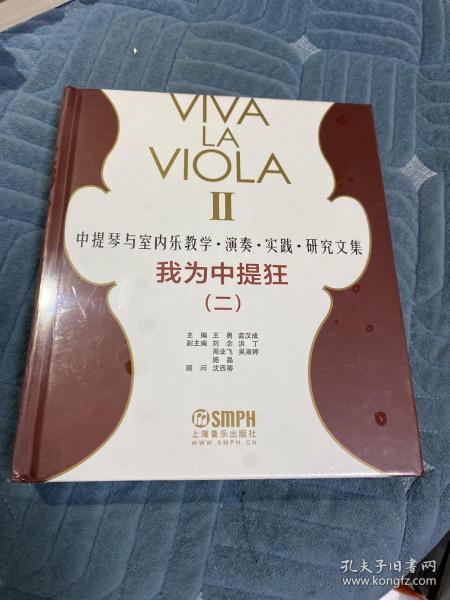 VIVA
LA
VIOLA
II
中提琴与室内乐教学·演奏·实践·研究文集
我为中提狂
(二)
主 编 王 勇 蓝汉成
副主编 刘 念 洪 丁
周业飞 吴淑婷
施 磊
顾 问 沈西蒂
SMPH
上海音乐出版社
WWW.SMPH.CN
孔夫子旧书网
www.kongfz.com